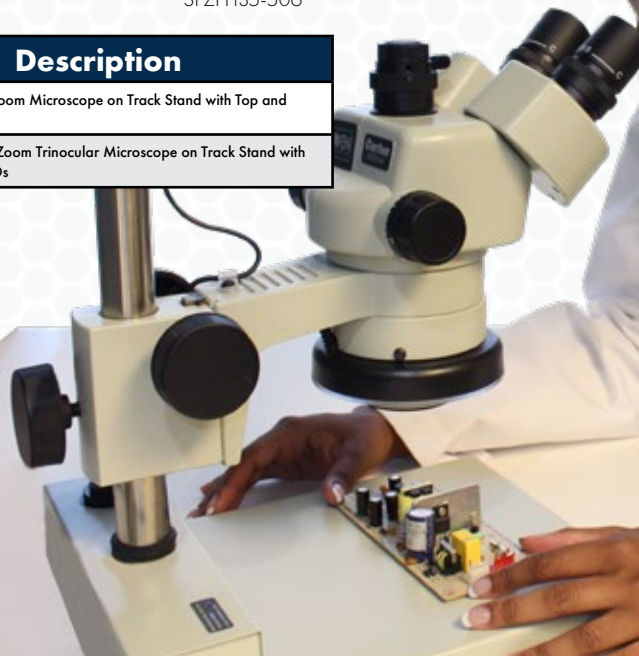 Description
oom Microscope on Track Stand with Top and
Zoom Trinocular Microscope on Track Stand with
Ds